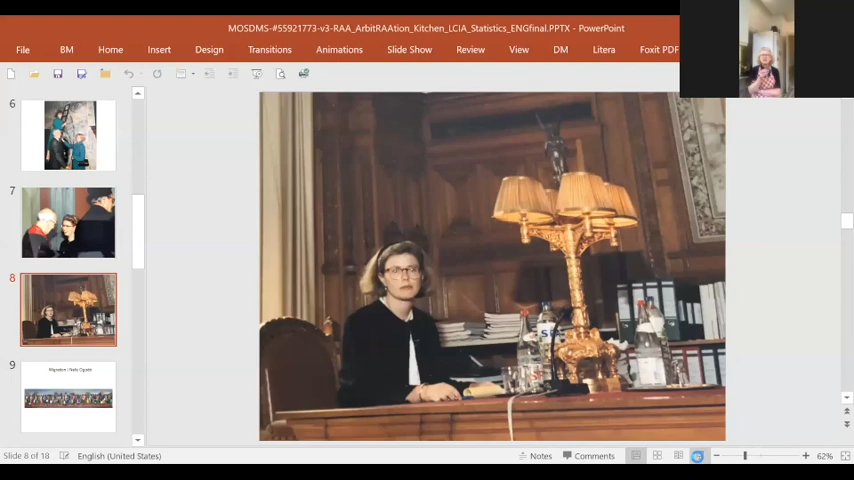 MOSDMS-#55921773-v3-RAA_ArbitRAAtion_Kitchen_LCIA_Statistics_ENGfinal.PPTX - PowerPoint
File BM Home Insert Design Transitions Animations Slide Show Review View DM Litera Foxit PDF
6
7
8
9
Slide 8 of 18 English (United States) Notes Comments 62%